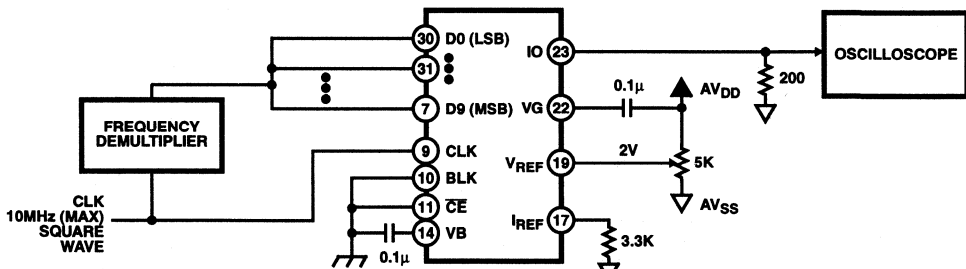 30 D0 (LSB)
31
7 D9 (MSB)
FREQUENCY
DEMULTIPLIER
9 CLK
10 BLK
11 CE
14 VB
0.1μ
CLK
10MHz (MAX)
SQUARE
WAVE
IO 23
OSCILLOSCOPE
200
0.1μ
AVDD
VG 22
VREF 19
2V
5K
AVSS
IREF 17
3.3K